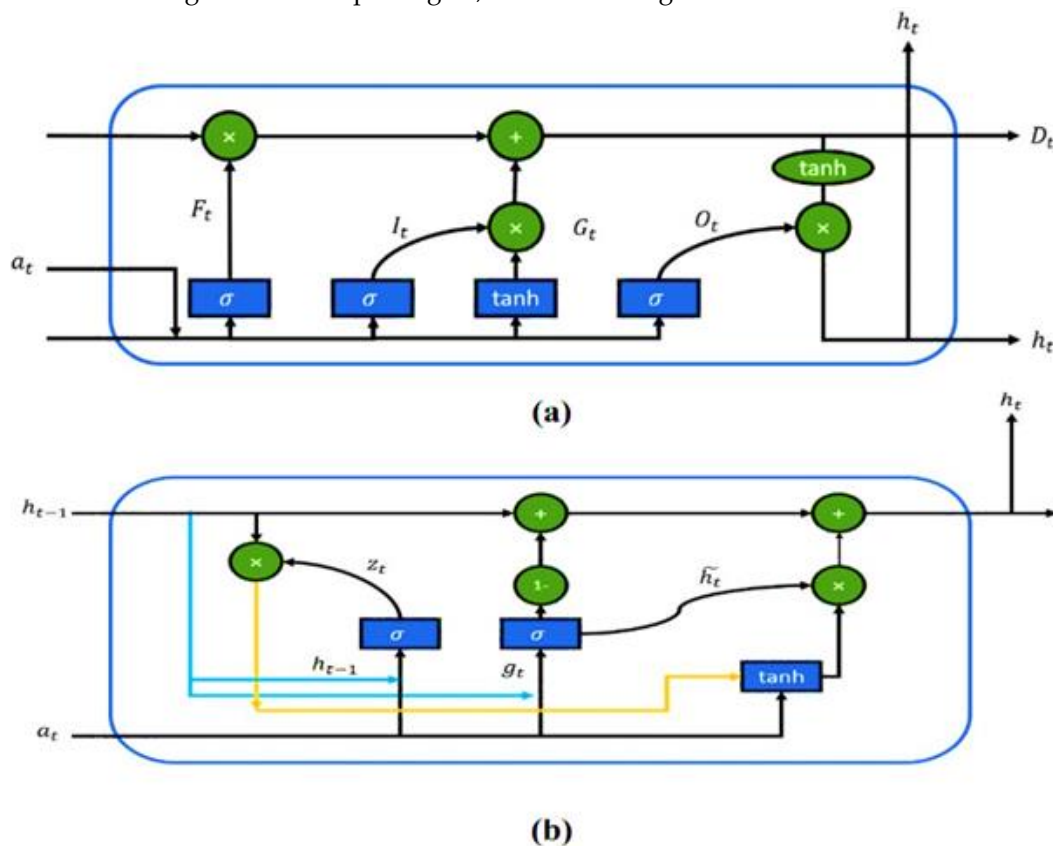 h_t
× + D_t
tanh
F_t I_t × G_t O_t ×
a_t
σ σ tanh σ
h_t
(a)
h_t
h_{t-1} + +
× z_t 1- h̃_t ×
σ σ
h_{t-1} g_t tanh
a_t
(b)